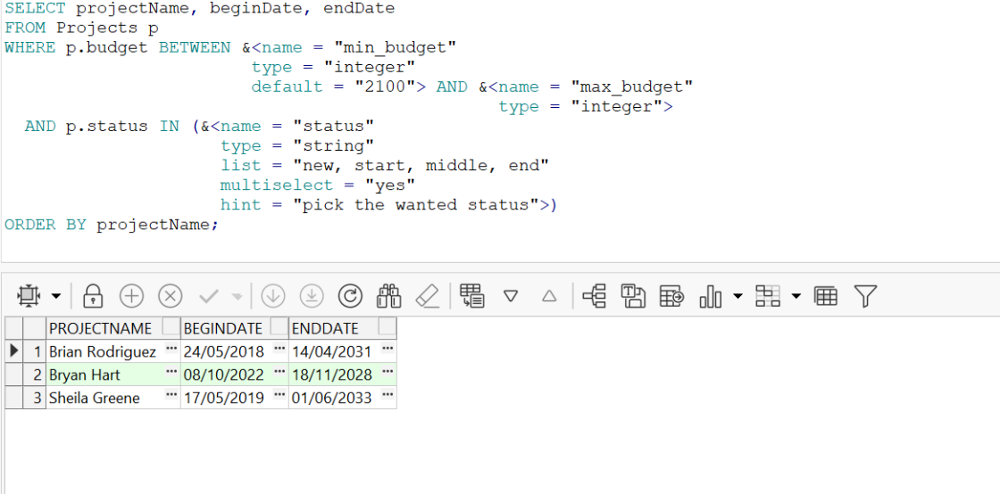 SELECT projectName, beginDate, endDate
FROM Projects p
WHERE p.budget BETWEEN &<name = "min_budget"
type = "integer"
default = "2100"> AND &<name = "max_budget"
type = "integer">
AND p.status IN (&<name = "status"
type = "string"
list = "new, start, middle, end"
multiselect = "yes"
hint = "pick the wanted status">)
ORDER BY projectName;
PROJECTNAME BEGINDATE ENDDATE
1 Brian Rodriguez ... 24/05/2018 ... 14/04/2031 ...
2 Bryan Hart ... 08/10/2022 ... 18/11/2028 ...
3 Sheila Greene ... 17/05/2019 ... 01/06/2033 ...